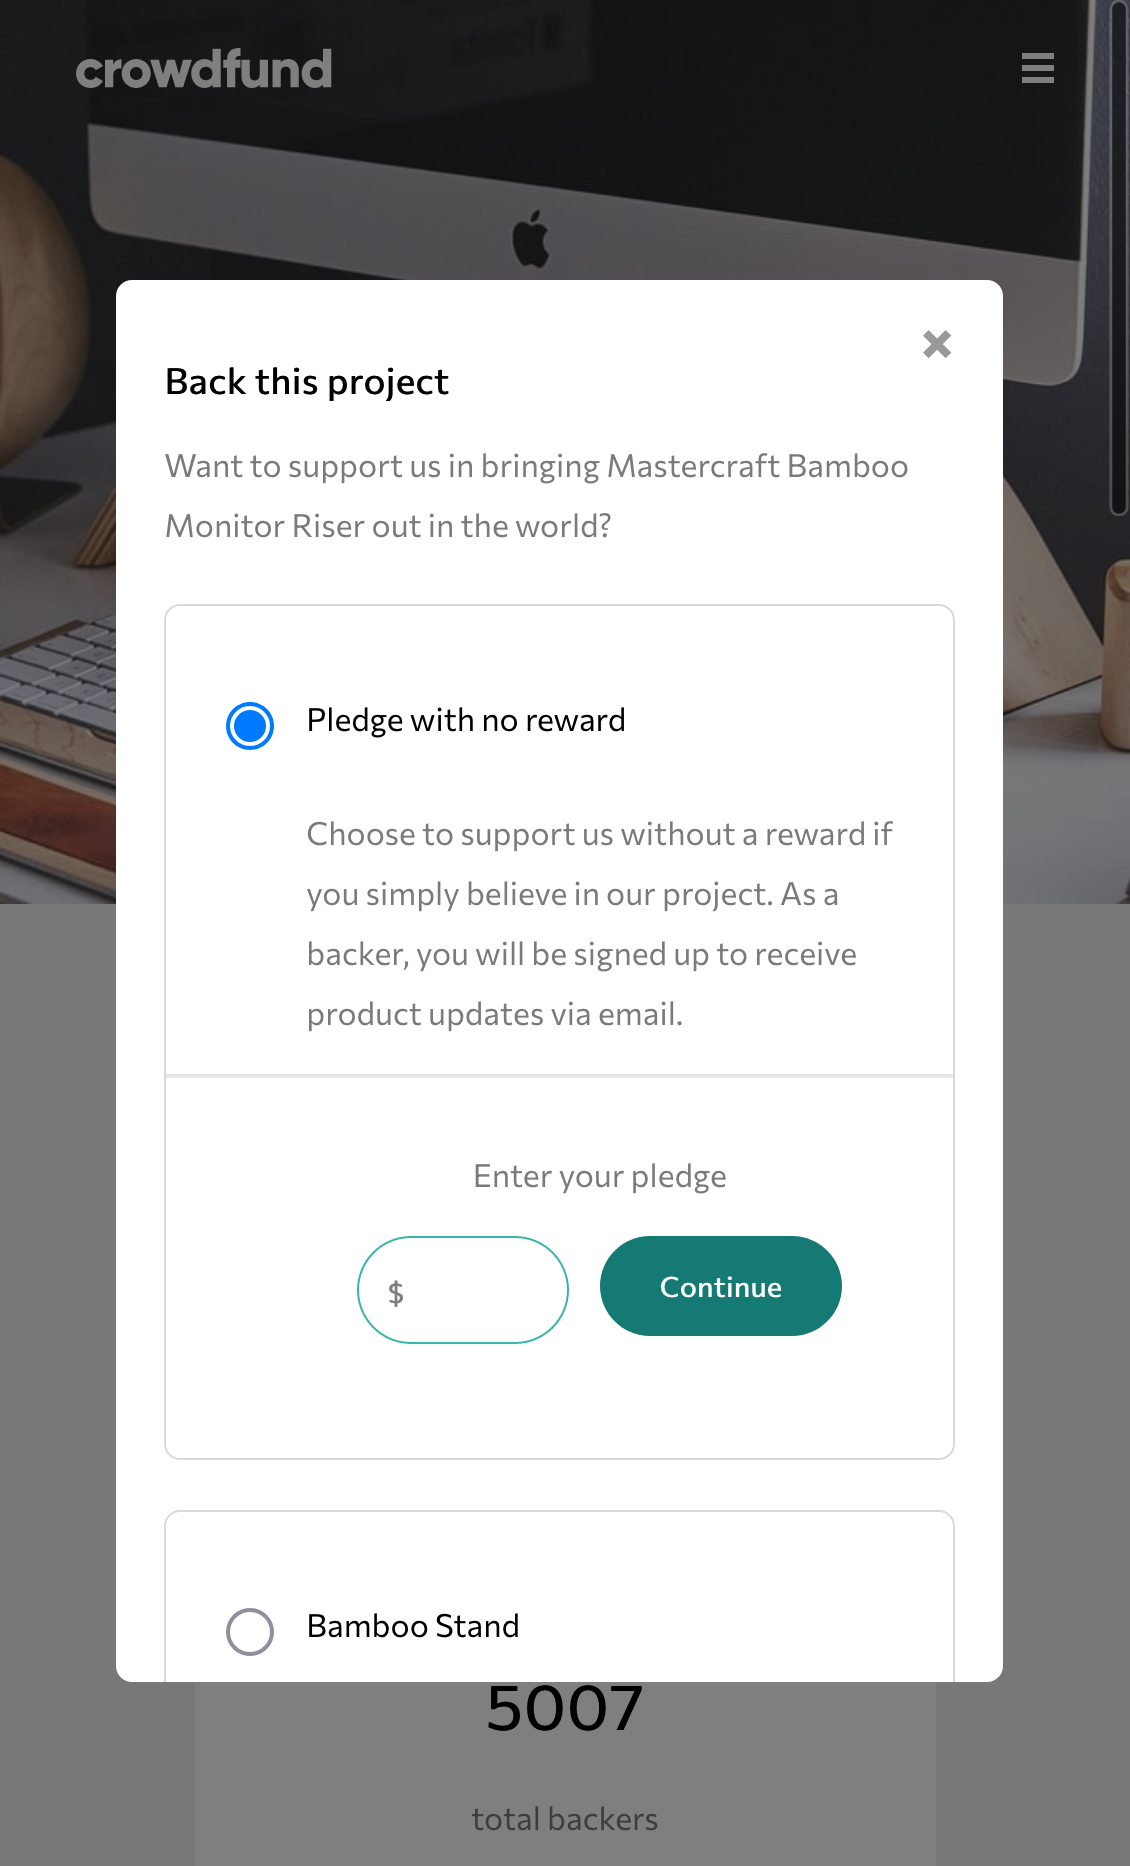 crowdfund
Back this project
Want to support us in bringing Mastercraft Bamboo
Monitor Riser out in the world?
Pledge with no reward
Choose to support us without a reward if
you simply believe in our project. As a
backer, you will be signed up to receive
product updates via email.
Enter your pledge
$
Continue
Bamboo Stand
5007
total backers